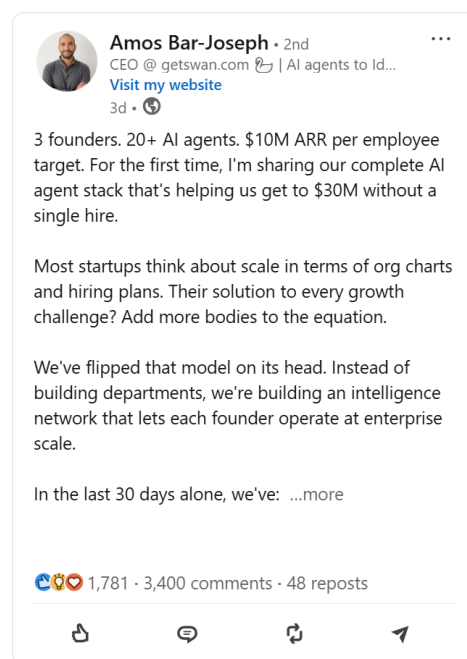 Amos Bar-Joseph • 2nd
CEO @ getswan.com 🦢 | AI agents to Id...
Visit my website
3d •
3 founders. 20+ AI agents. $10M ARR per employee
target. For the first time, I'm sharing our complete AI
agent stack that's helping us get to $30M without a
single hire.
Most startups think about scale in terms of org charts
and hiring plans. Their solution to every growth
challenge? Add more bodies to the equation.
We've flipped that model on its head. Instead of
building departments, we're building an intelligence
network that lets each founder operate at enterprise
scale.
In the last 30 days alone, we've: ...more
1,781 · 3,400 comments · 48 reposts